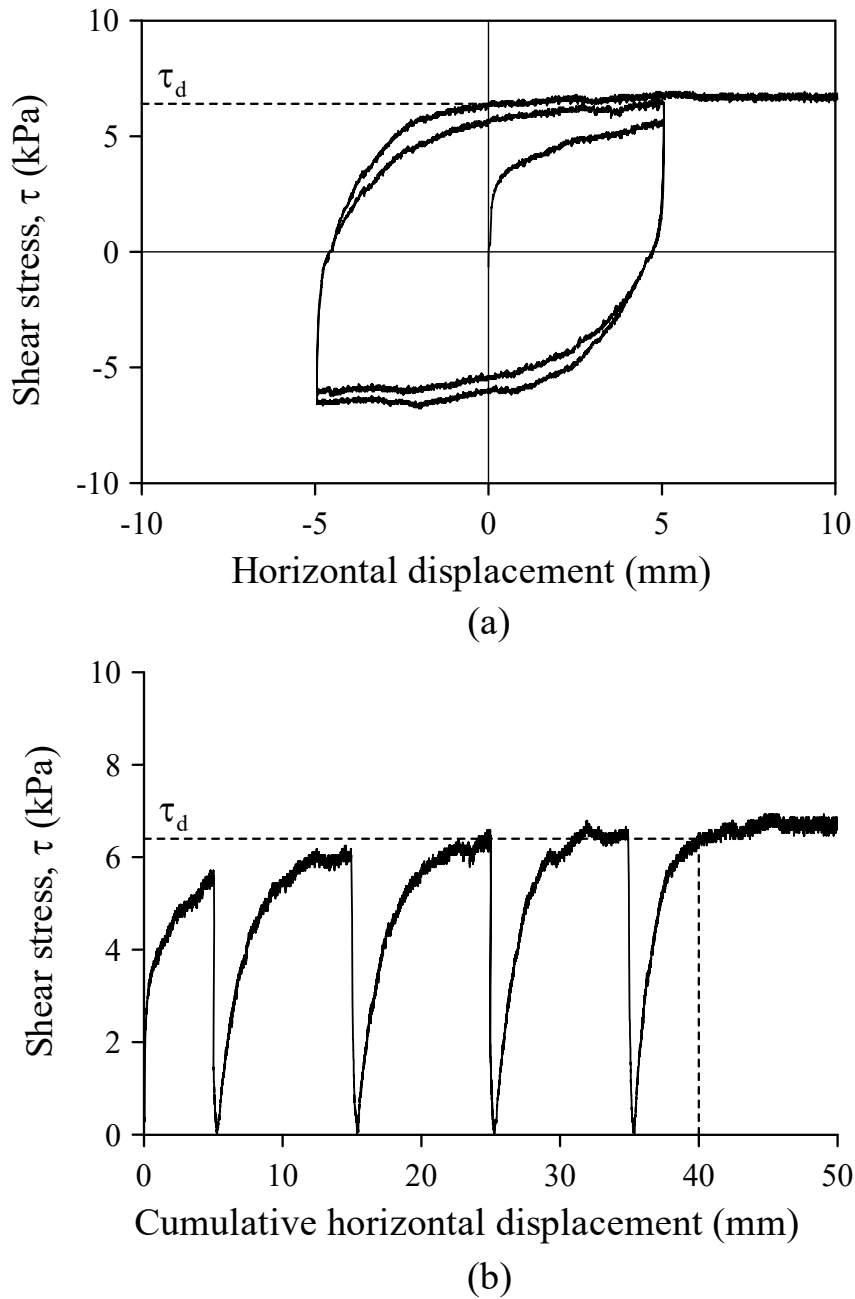 10
τd
5
0
-5
-10
Shear stress, τ (kPa)
-10 -5 0 5 10
Horizontal displacement (mm)
(a)
10
8
τd
6
4
2
0
Shear stress, τ (kPa)
0 10 20 30 40 50
Cumulative horizontal displacement (mm)
(b)